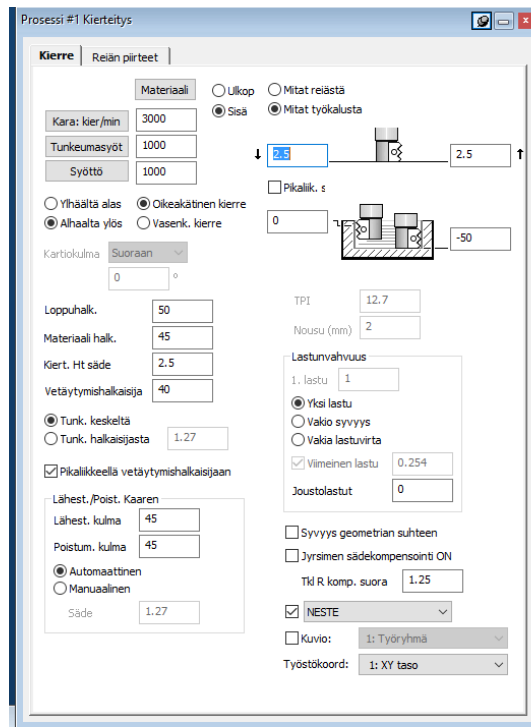 Prosessi #1 Kierteitys
Kierre
Reiän piirteet
Materiaali
Ulkop
Sisä
Mitat reiästä
Mitat työkalusta
Kara: kier/min
3000
Tunkeumasyöt
1000
Syöttö
1000
2.5
2.5
Pikaliik. s
Ylhäältä alas
Oikeakätinen kierre
Alhaalta ylös
Vasenk. kierre
0
-50
Kartiokulma
Suoraan
0
°
TPI
12.7
Nousu (mm)
2
Loppuhalk.
50
Materiaali halk.
45
Kiert. Ht säde
2.5
Vetäytymishalkaisija
40
Lastunvahvuus
1. lastu
1
Yksi lastu
Vakio syvyys
Vakia lastuvirta
Viimeinen lastu
0.254
Joustolastut
0
Tunk. keskeltä
Tunk. halkaisijasta
1.27
Pikaliikkeellä vetäytymishalkaisijaan
Lähest./Poist. Kaaren
Lähest. kulma
45
Poistum. kulma
45
Automaattinen
Manuaalinen
Säde
1.27
Syvyys geometrian suhteen
Jyrsimen sädekompensointi ON
Tkl R komp. suora
1.25
NESTE
Kuvio:
1: Työryhmä
Työstökoord:
1: XY taso